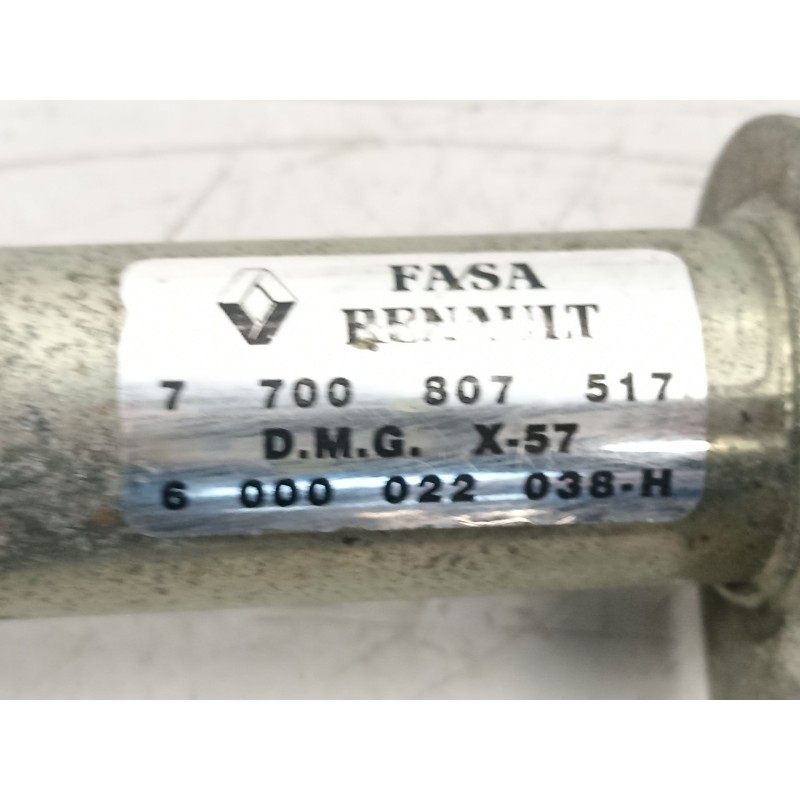 FASA
RENAULT
7 700 807 517
D.M.G. X-57
6 000 022 038-H